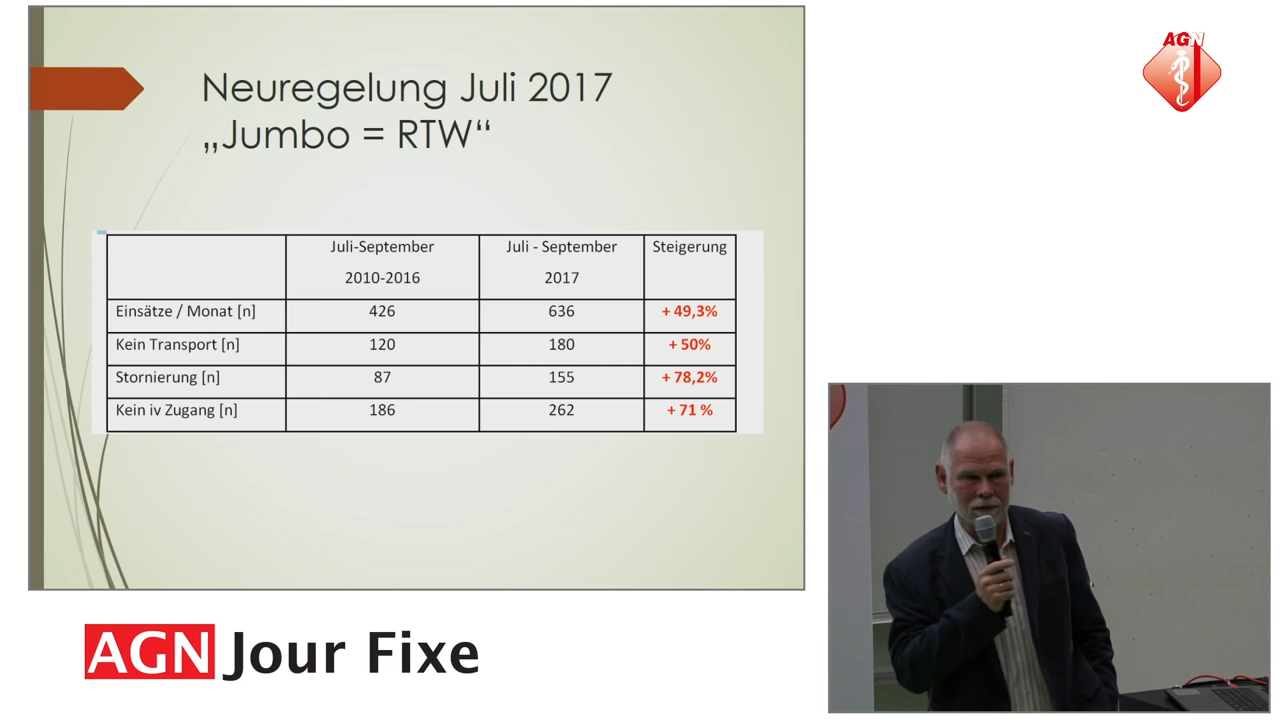 Neuregelung Juli 2017
„Jumbo = RTW“
Juli-September 2010-2016
Juli - September 2017
Steigerung
Einsätze / Monat [n] 426 636 + 49,3%
Kein Transport [n] 120 180 + 50%
Stornierung [n] 87 155 + 78,2%
Kein iv Zugang [n] 186 262 + 71 %
AGN
AGN Jour Fixe